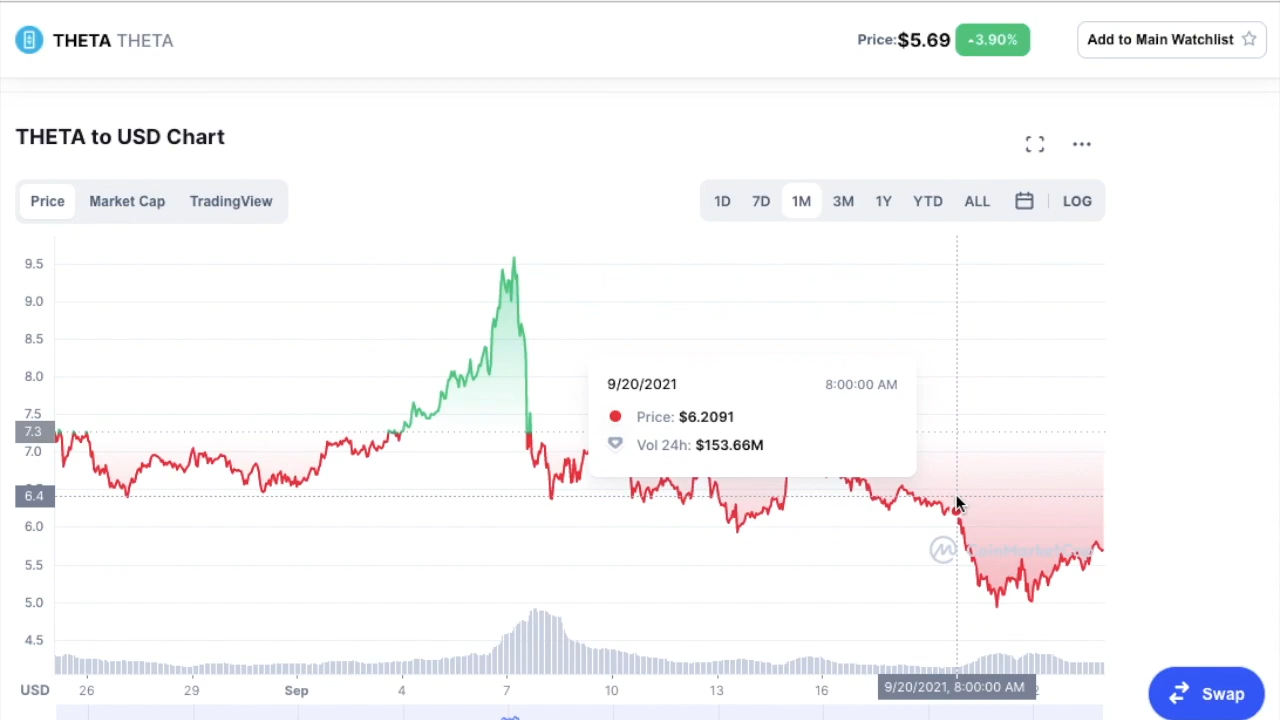 THETA THETA
Price:$5.69 3.90%
Add to Main Watchlist
THETA to USD Chart
Price Market Cap TradingView
1D 7D 1M 3M 1Y YTD ALL LOG
9.5
9.0
8.5
8.0
7.5
7.3
7.0
6.4
6.0
5.5
5.0
4.5
9/20/2021 8:00:00 AM
Price: $6.2091
Vol 24h: $153.66M
CoinMarketCap
USD 26 29 Sep 4 7 10 13 16 9/20/2021, 8:00:00 AM
Swap